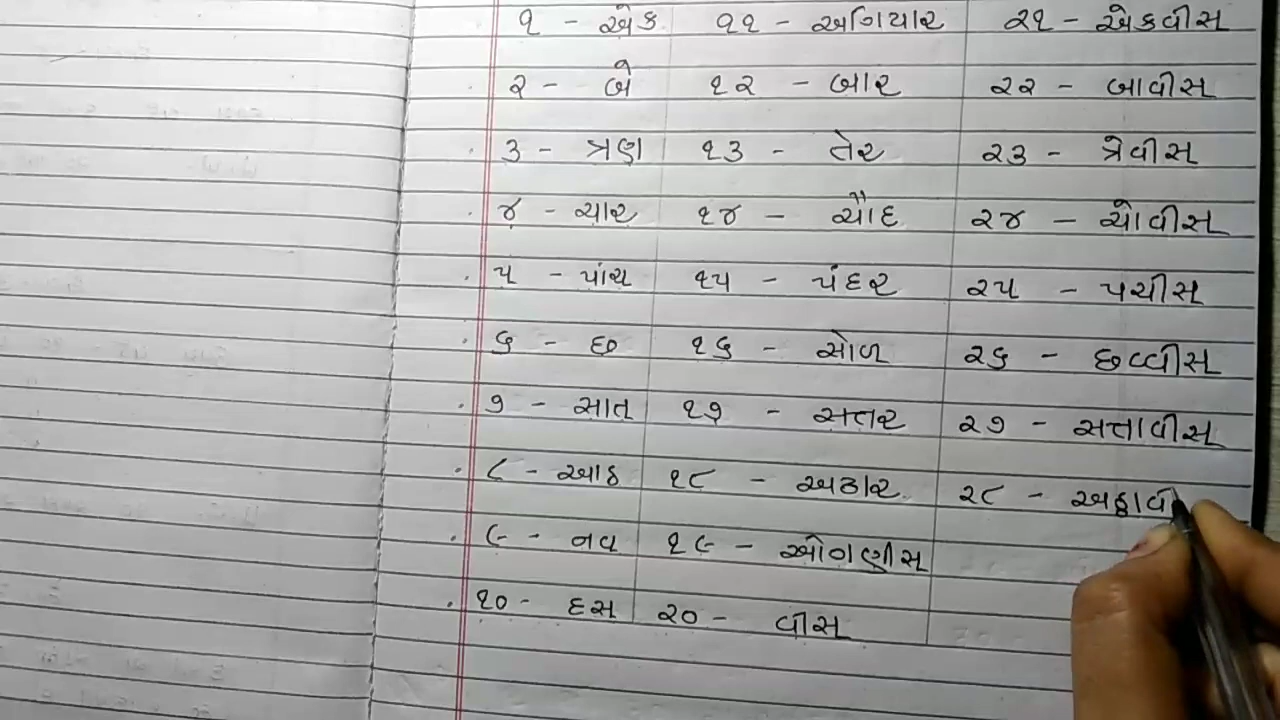 ૧ - એક ૧૧ - અગિયાર ૨૧ - એકવીસ
૨ - બે ૧૨ - બાર ૨૨ - બાવીસ
૩ - ત્રણ ૧૩ - તેર ૨૩ - ત્રેવીસ
૪ - ચાર ૧૪ - ચૌદ ૨૪ - ચોવીસ
૫ - પાંચ ૧૫ - પંદર ૨૫ - પચીસ
૬ - છ ૧૬ - સોળ ૨૬ - છવ્વીસ
૭ - સાત ૧૭ - સત્તર ૨૭ - સત્તાવીસ
૮ - આઠ ૧૮ - અઢાર ૨૮ - અઠ્ઠાવી
૯ - નવ ૧૯ - ઓગણીસ
૧૦ - દસ ૨૦ - વીસ